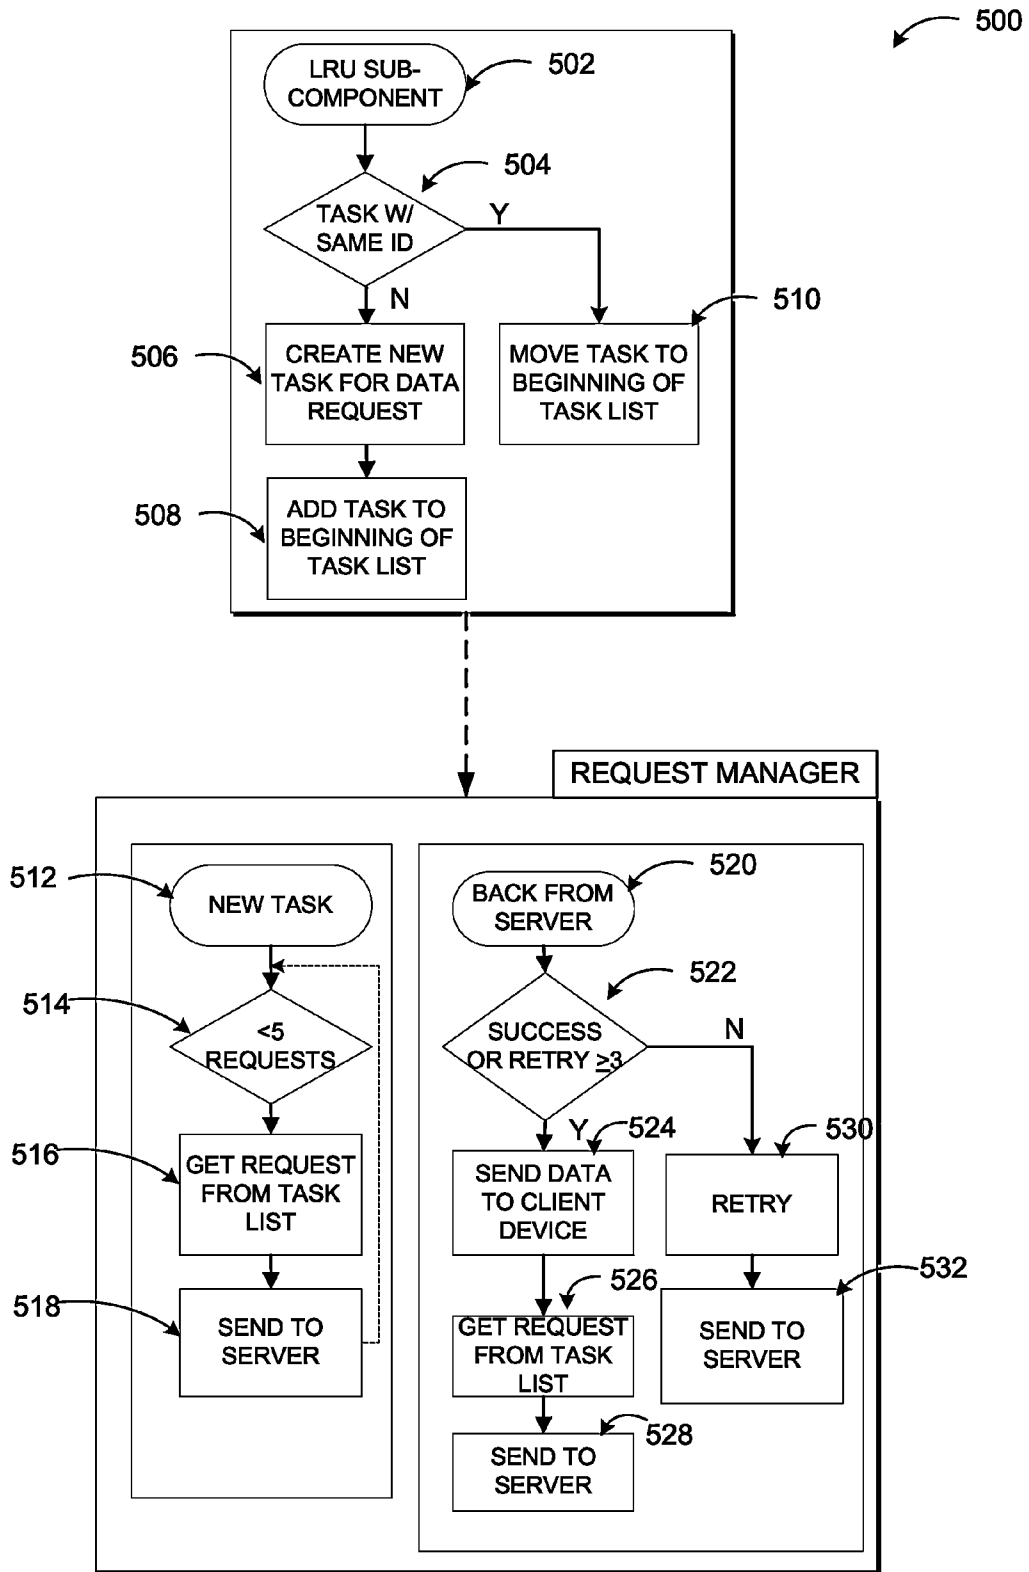 500
LRU SUB-
COMPONENT
502
504
TASK W/
SAME ID
Y
N
510
506
CREATE NEW
TASK FOR DATA
REQUEST
MOVE TASK TO
BEGINNING OF
TASK LIST
508
ADD TASK TO
BEGINNING OF
TASK LIST
REQUEST MANAGER
512
NEW TASK
514
<5
REQUESTS
516
GET REQUEST
FROM TASK
LIST
518
SEND TO
SERVER
520
BACK FROM
SERVER
522
SUCCESS
OR RETRY ≥3
N
Y
524
SEND DATA
TO CLIENT
DEVICE
530
RETRY
526
GET REQUEST
FROM TASK
LIST
532
SEND TO
SERVER
528
SEND TO
SERVER